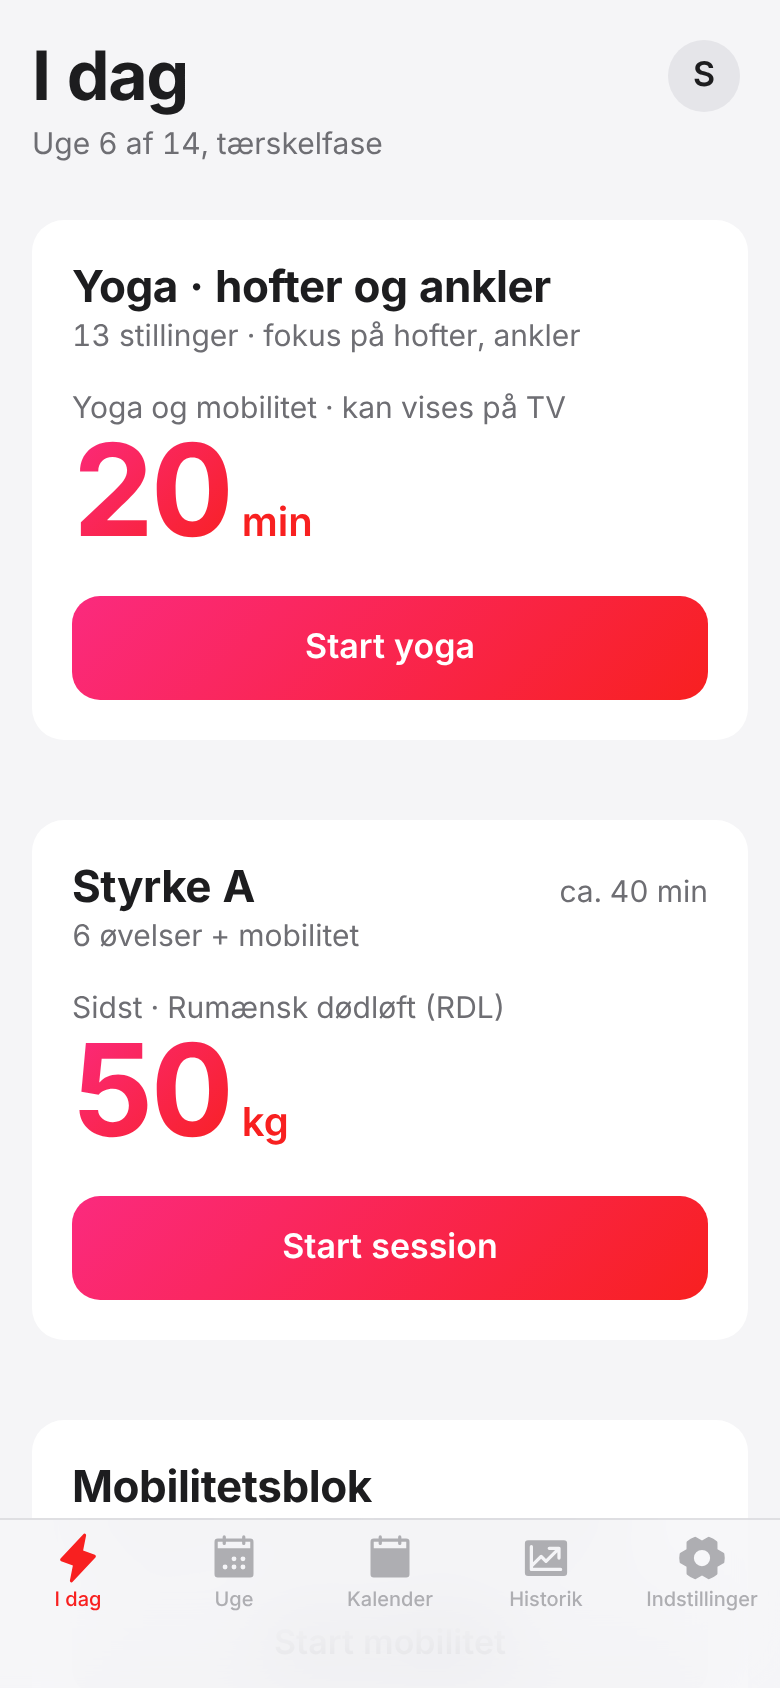 I dag
S
Uge 6 af 14, tærskelfase
Yoga · hofter og ankler
13 stillinger · fokus på hofter, ankler
Yoga og mobilitet · kan vises på TV
20 min
Start yoga
Styrke A
ca. 40 min
6 øvelser + mobilitet
Sidst · Rumænsk dødløft (RDL)
50 kg
Start session
Mobilitetsblok
I dag
Uge
Kalender
Historik
Indstillinger
Start mobilitet